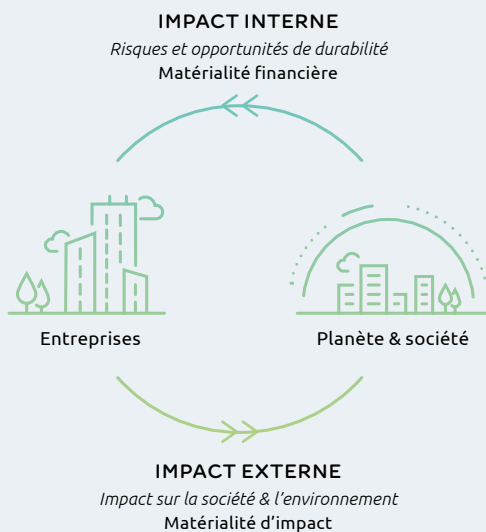 IMPACT INTERNE
Risques et opportunités de durabilité
Matérialité financière
Entreprises
Planète & société
IMPACT EXTERNE
Impact sur la société & l’environnement
Matérialité d’impact